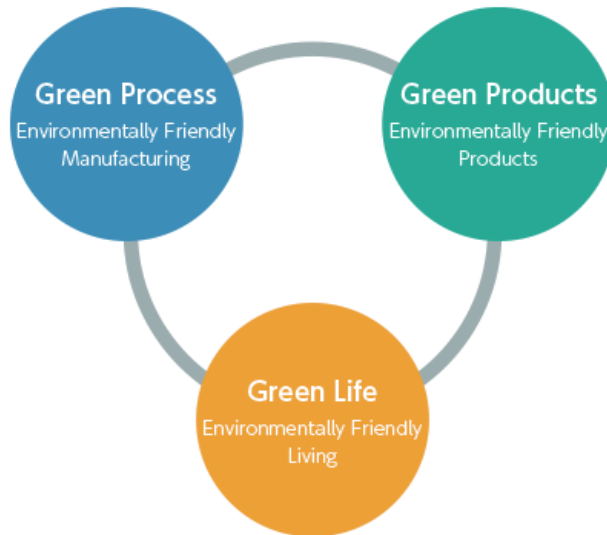 Green Process
Environmentally Friendly
Manufacturing
Green Products
Environmentally Friendly
Products
Green Life
Environmentally Friendly
Living